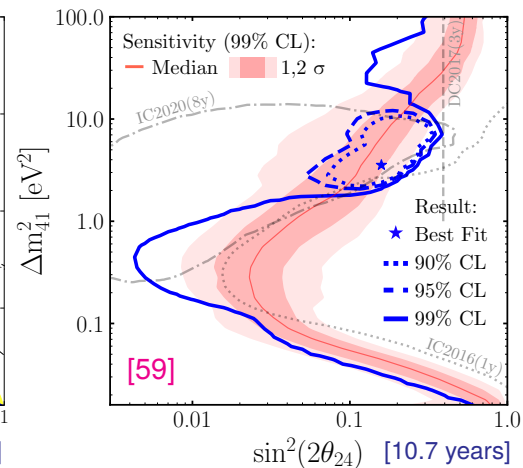 100.0
10.0
1.0
0.1
Δm²₄₁ [eV²]
Sensitivity (99% CL):
Median 1,2 σ
IC2020(8y)
DC2017(3y)
Result:
Best Fit
90% CL
95% CL
99% CL
IC2016(1y)
[59]
1 0.01 0.1 1.0
] sin²(2θ₂₄) [10.7 years]